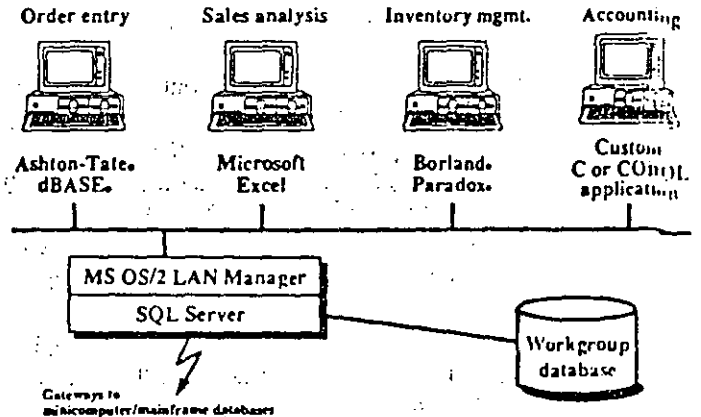 Order entry
Sales analysis
Inventory mgmt.
Accounting
Ashton-Tate®
dBASE®
Microsoft
Excel
Borland®
Paradox®
Custom
C or COBOL
application
MS OS/2 LAN Manager
SQL Server
Workgroup
database
Gateways to
minicomputer/mainframe databases